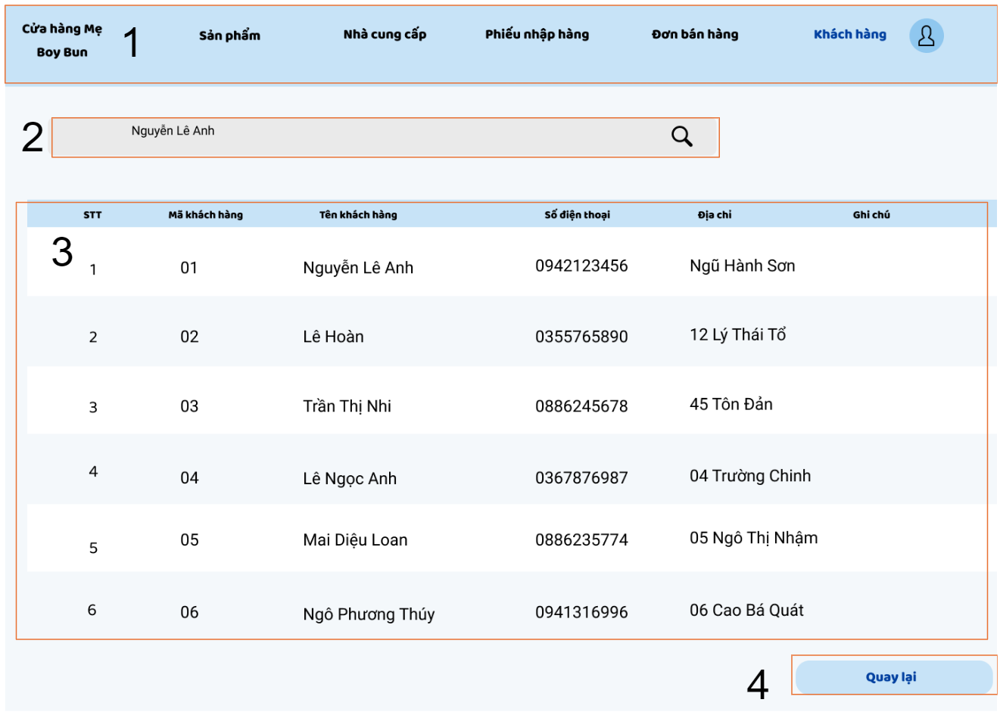 Cửa hàng Mẹ
Boy Bun
1
Sản phẩm
Nhà cung cấp
Phiếu nhập hàng
Đơn bán hàng
Khách hàng
2
Nguyễn Lê Anh
STT Mã khách hàng Tên khách hàng Số điện thoại Địa chỉ Ghi chú
3
1 01 Nguyễn Lê Anh 0942123456 Ngũ Hành Sơn
2 02 Lê Hoàn 0355765890 12 Lý Thái Tổ
3 03 Trần Thị Nhi 0886245678 45 Tôn Đản
4 04 Lê Ngọc Anh 0367876987 04 Trường Chinh
5 05 Mai Diệu Loan 0886235774 05 Ngô Thị Nhậm
6 06 Ngô Phương Thúy 0941316996 06 Cao Bá Quát
4
Quay lại